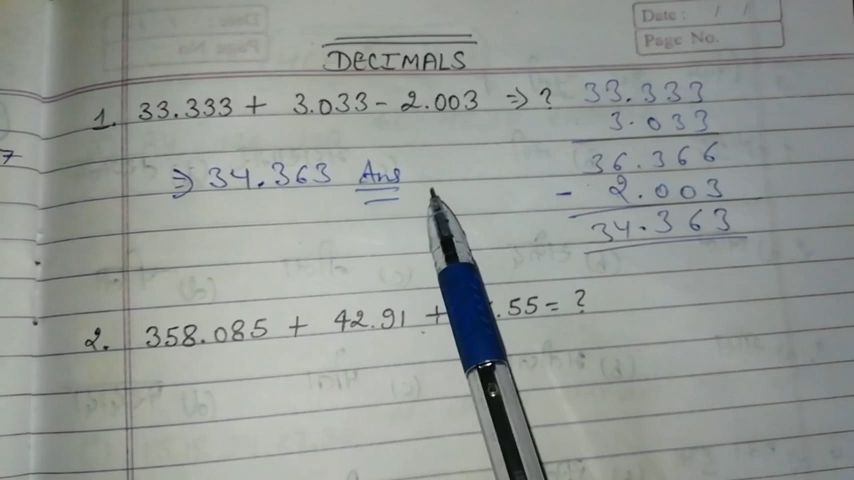 Date : / /
Page No.
DECIMALS
1. 33.333 + 3.033 - 2.003 => ?
=> 34.363 Ans
33.333
3.033
36.366
- 2.003
34.363
2. 358.085 + 42.91 + .55 = ?
7